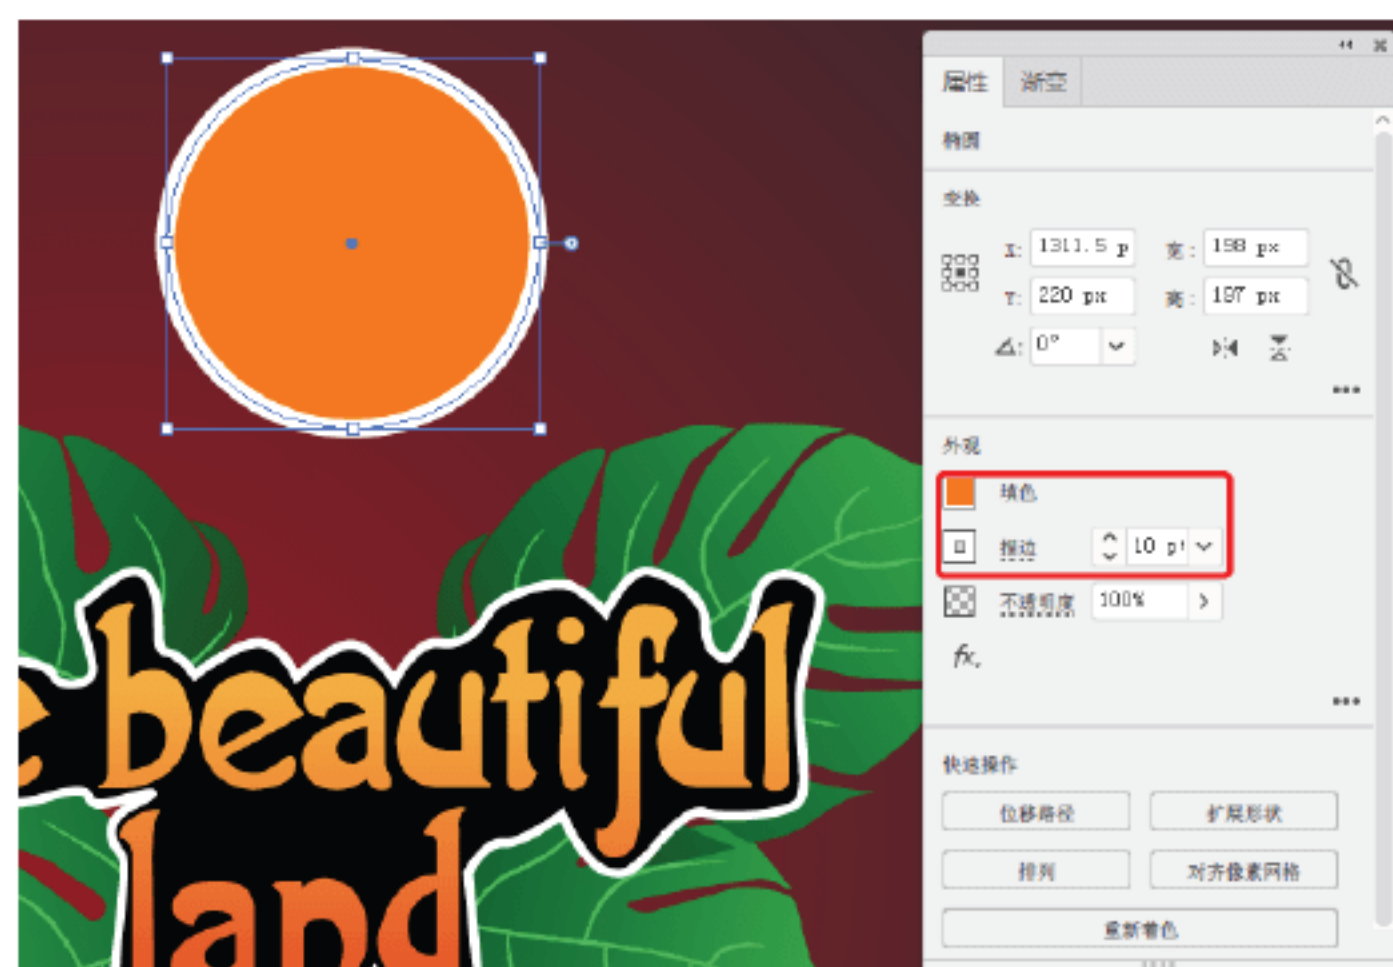 属性 渐变
椭圆
变换
X: 1311.5 p 宽: 198 px
Y: 220 px 高: 197 px
0°
外观
填色
描边 10 pt
不透明度 100%
fx.
快速操作
位移路径 扩展形状
排列 对齐像素网格
重新着色
beautiful
land